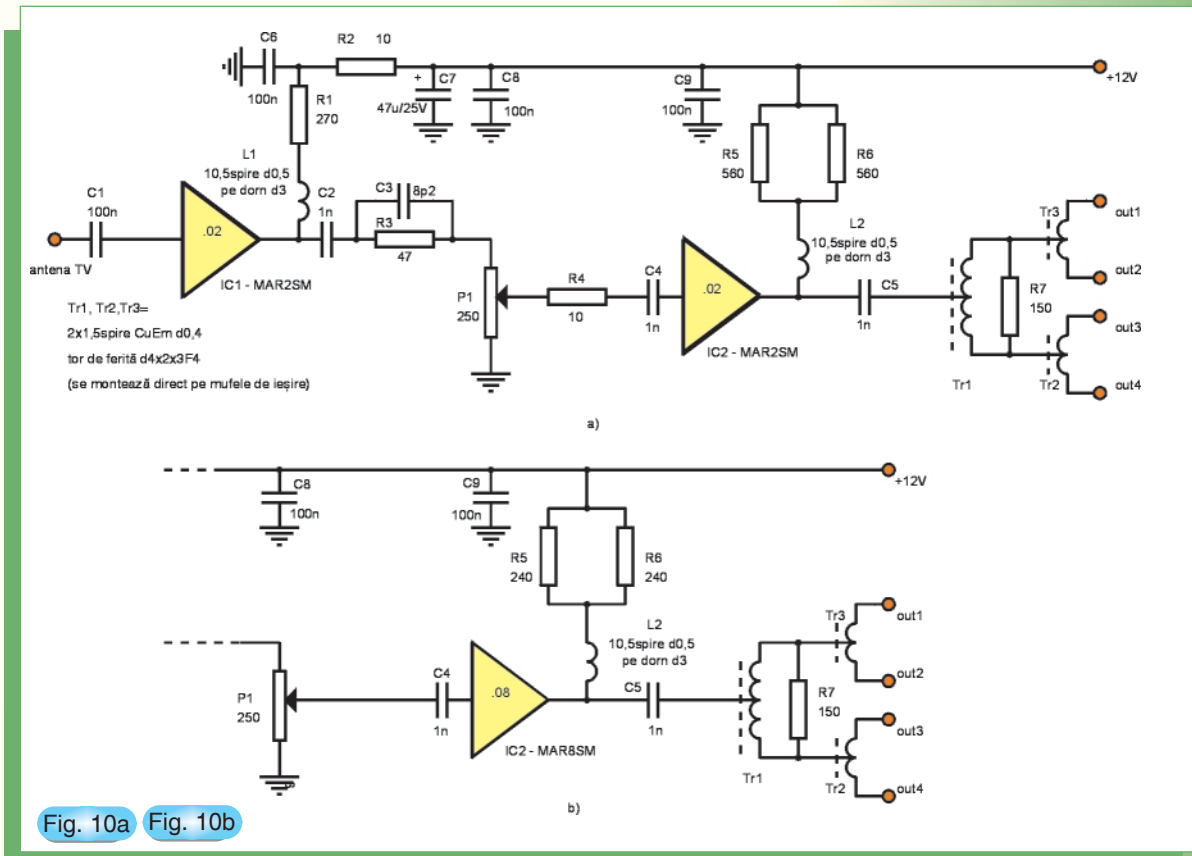 C6
R2 10
+12V
100n
R1
270
+
C7
47u/25V
C8
100n
C9
100n
L1
10,5spire d0,5
pe dorn d3
R5
560
R6
560
C1
100n
antena TV
.02
IC1 - MAR2SM
C2
1n
C3
8p2
R3
47
P1
250
R4
10
C4
1n
.02
IC2 - MAR2SM
L2
10,5spire d0,5
pe dorn d3
C5
1n
Tr1
R7
150
Tr3
out1
out2
Tr2
out3
out4
Tr1, Tr2,Tr3=
2x1,5spire CuEm d0,4
tor de ferită d4x2x3F4
(se montează direct pe mufele de ieşire)
a)
+12V
C8
100n
C9
100n
R5
240
R6
240
L2
10,5spire d0,5
pe dorn d3
P1
250
C4
1n
.08
IC2 - MAR8SM
C5
1n
Tr1
R7
150
Tr3
out1
out2
Tr2
out3
out4
b)
Fig. 10a Fig. 10b